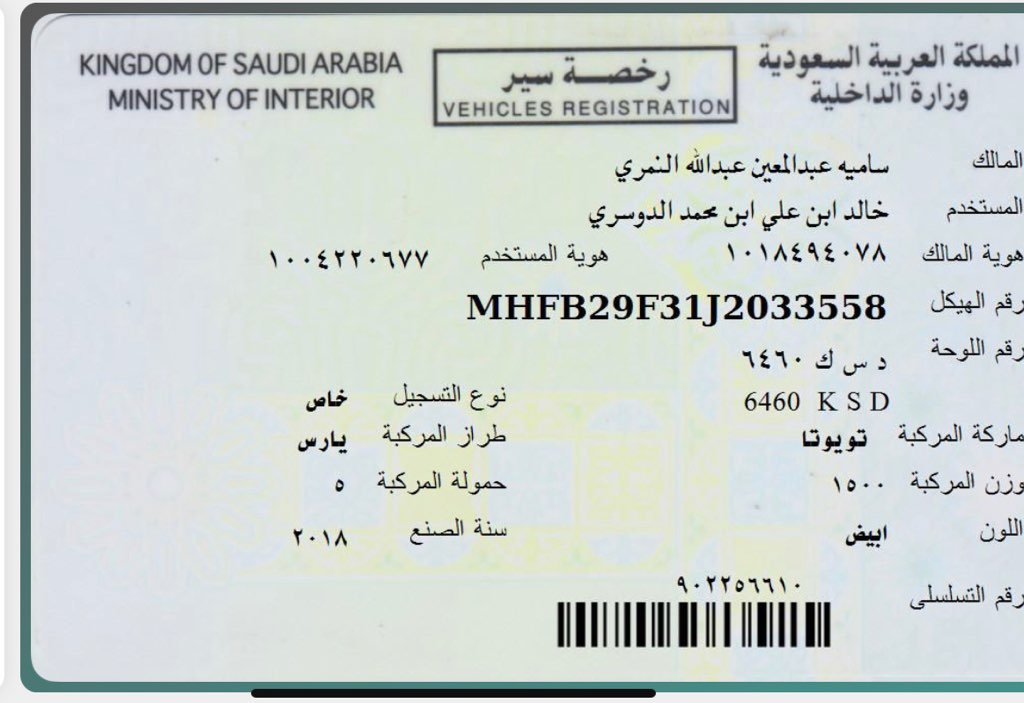 المملكة العربية السعودية
وزارة الداخلية
رخصة سير
VEHICLES REGISTRATION
KINGDOM OF SAUDI ARABIA
MINISTRY OF INTERIOR
المالك ساميه عبدالمعين عبدالله النمري
المستخدم خالد ابن علي ابن محمد الدوسري
هوية المالك ١٠١٨٤٩٤٠٧٨ هوية المستخدم ١٠٠٤٢٢٠٦٧٧
رقم الهيكل MHFB29F31J2033558
رقم اللوحة د س ك ٦٤٦٠
6460 K S D
نوع التسجيل خاص
ماركة المركبة تويوتا طراز المركبة يارس
وزن المركبة ١٥٠٠ حمولة المركبة ٥
اللون ابيض سنة الصنع ٢٠١٨
رقم التسلسلى ٩٠٢٢٥٦٦١٠